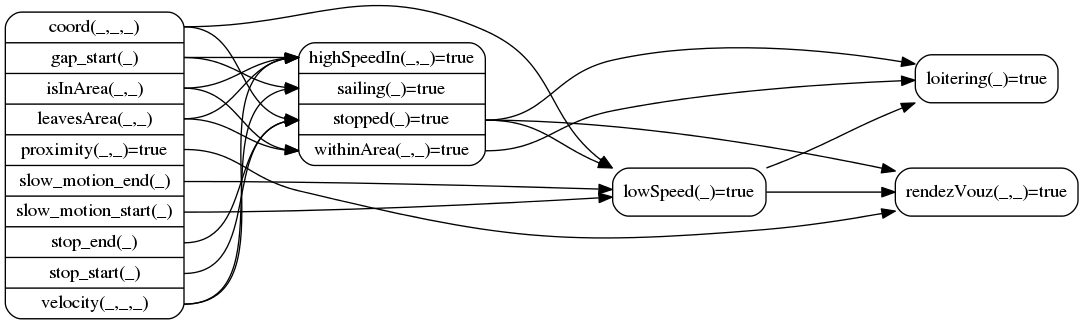 coord(_,_,_)
gap_start(_)
isInArea(_,_)
leavesArea(_,_)
proximity(_,_)=true
slow_motion_end(_)
slow_motion_start(_)
stop_end(_)
stop_start(_)
velocity(_,_,_)
highSpeedIn(_,_)=true
sailing(_)=true
stopped(_)=true
withinArea(_,_)=true
lowSpeed(_)=true
loitering(_)=true
rendezVouz(_,_)=true